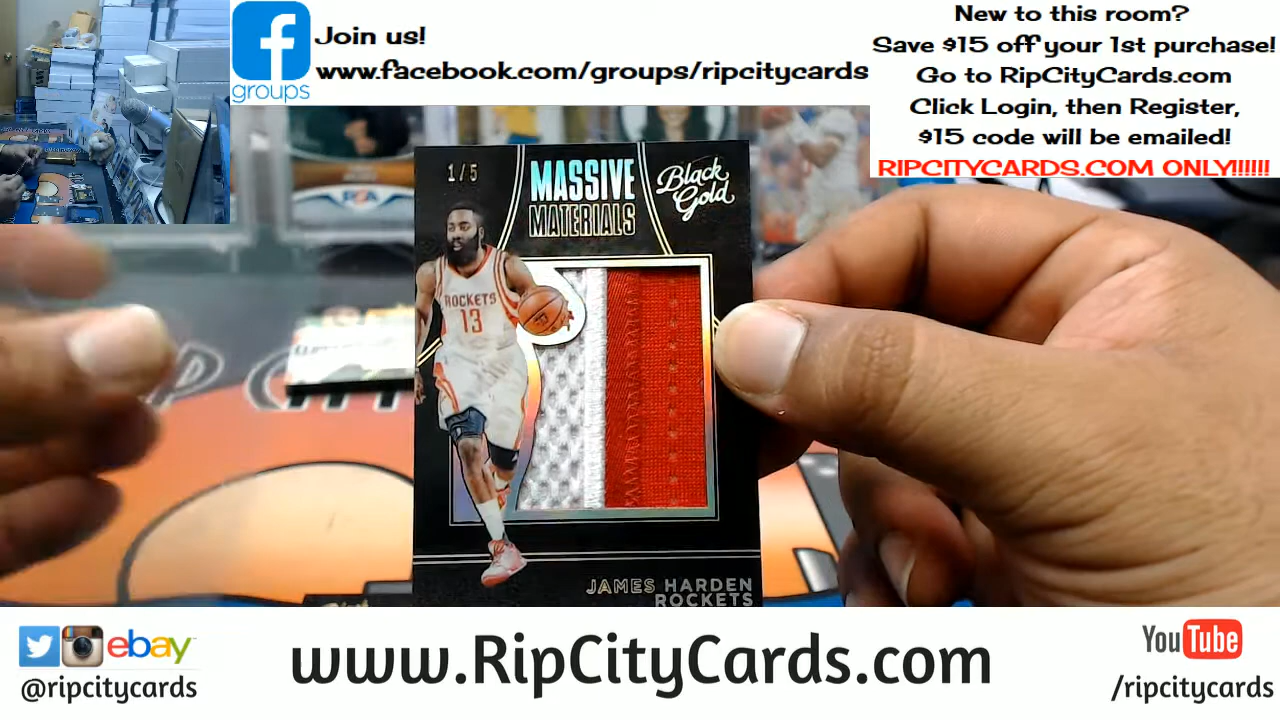 groups
Join us!
www.facebook.com/groups/ripcitycards
New to this room?
Save $15 off your 1st purchase!
Go to RipCityCards.com
Click Login, then Register,
$15 code will be emailed!
RIPCITYCARDS.COM ONLY!!!!!!
1/5
MASSIVE
MATERIALS
Black
Gold
ROCKETS
13
JAMES HARDEN
ROCKETS
ebay
@ripcitycards
www.RipCityCards.com
YouTube
/ripcitycards